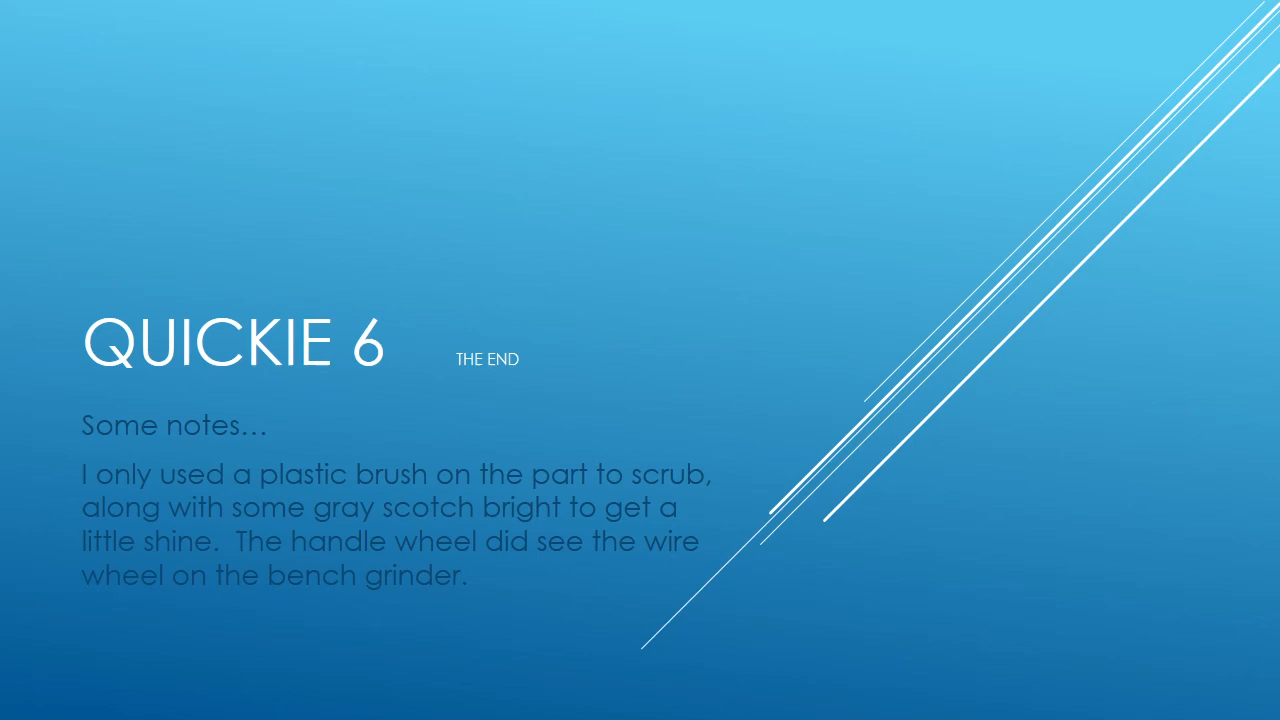 QUICKIE 6 THE END
Some notes…
I only used a plastic brush on the part to scrub,
along with some gray scotch bright to get a
little shine.  The handle wheel did see the wire
wheel on the bench grinder.